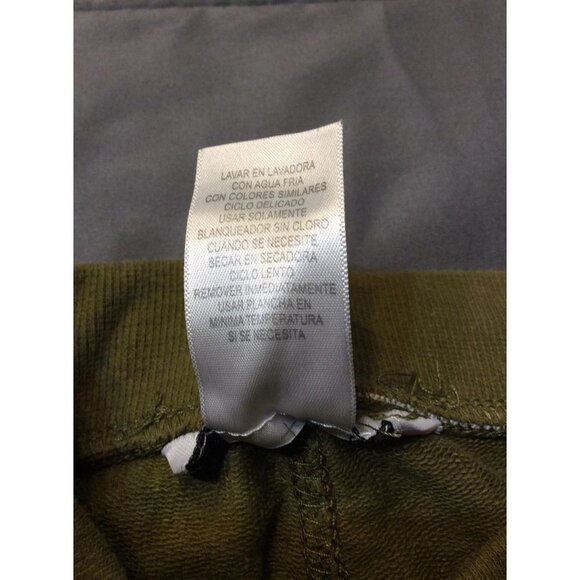 LAVAR EN LAVADORA
CON AGUA FRIA
CON COLORES SIMILARES
CICLO DELICADO
USAR SOLAMENTE
BLANQUEADOR SIN CLORO
CUANDO SE NECESITE
SECAR EN SECADORA
CICLO LENTO
REMOVER INMEDIATAMENTE
USAR PLANCHA EN
MINIMA TEMPERATURA
SI SE NECESITA